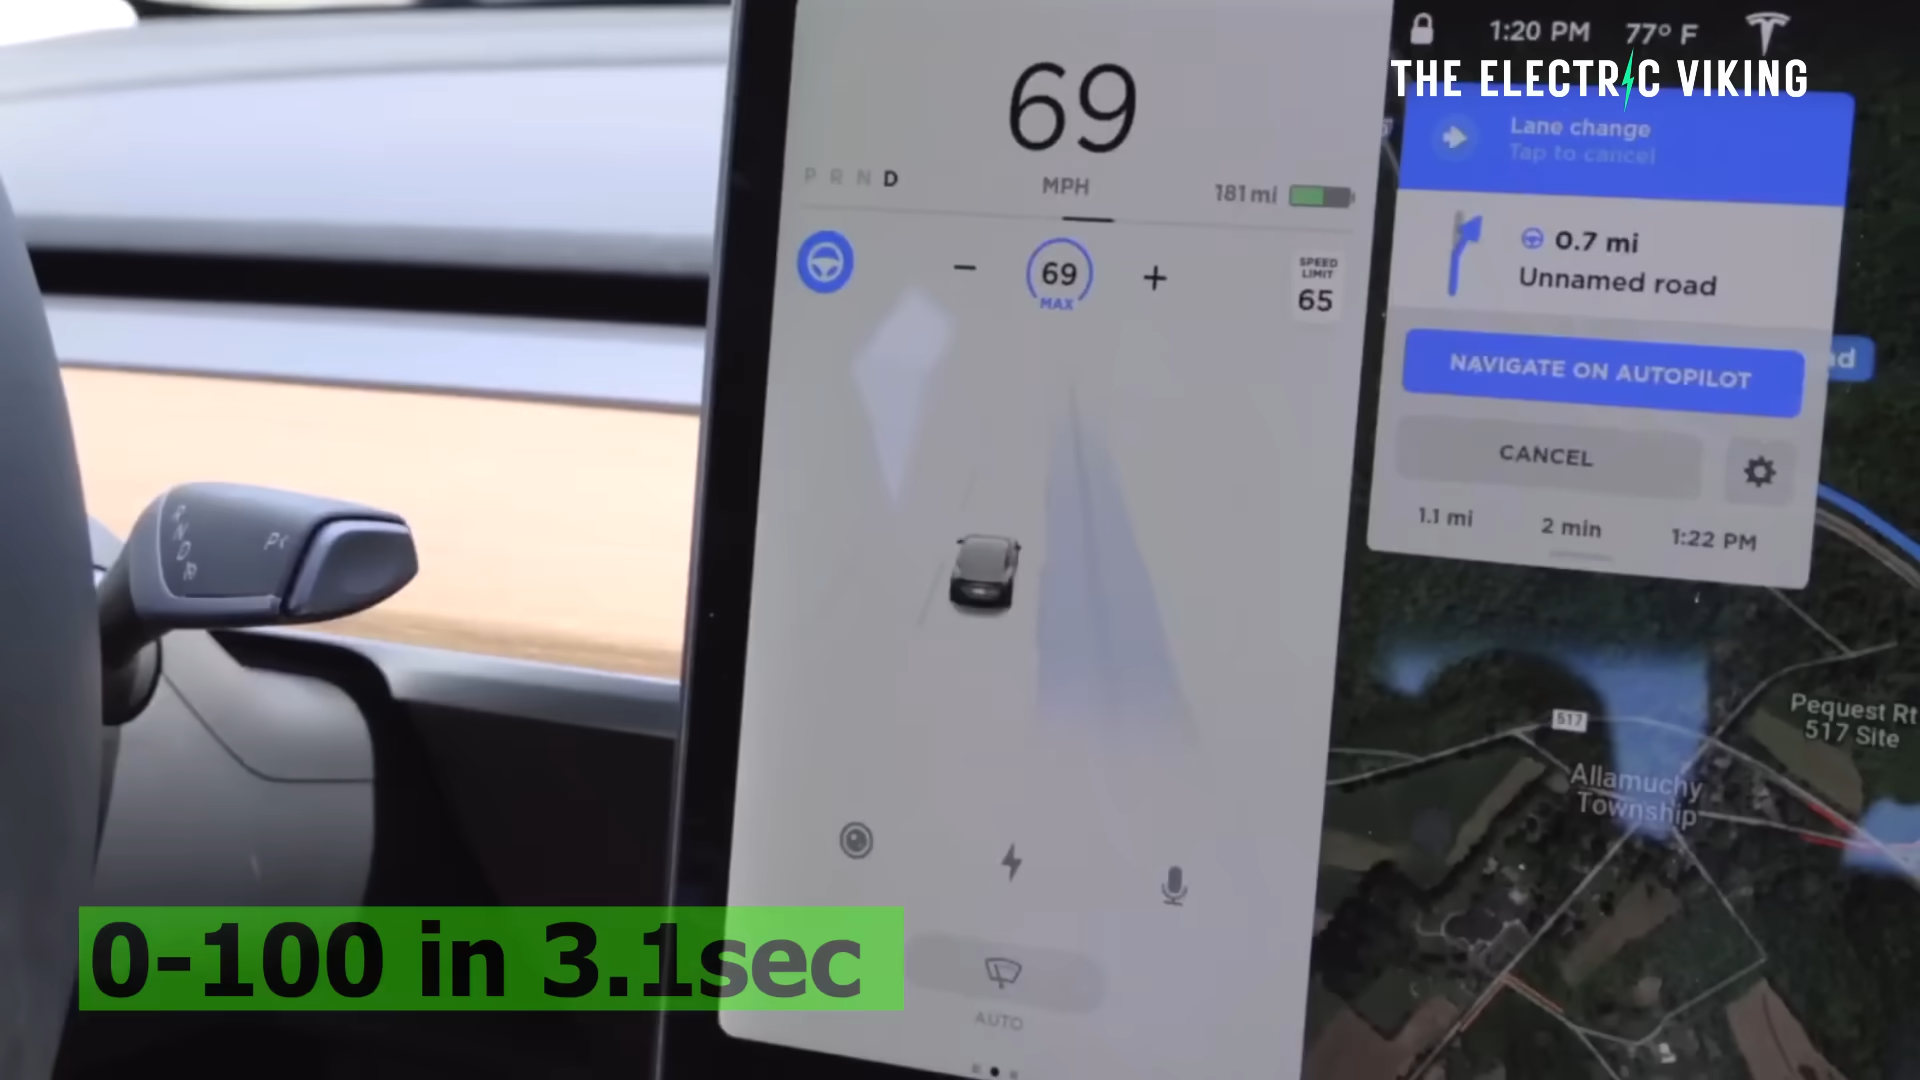 1:20 PM 77° F
THE ELECTRIC VIKING
69
MPH
P R N D
181 mi
69
MAX
SPEED
LIMIT
65
Lane change
Tap to cancel
0.7 mi
Unnamed road
NAVIGATE ON AUTOPILOT
CANCEL
1.1 mi 2 min 1:22 PM
R
N
D
P
517
Pequest Rt
517 Site
Allamuchy
Township
0-100 in 3.1sec
AUTO